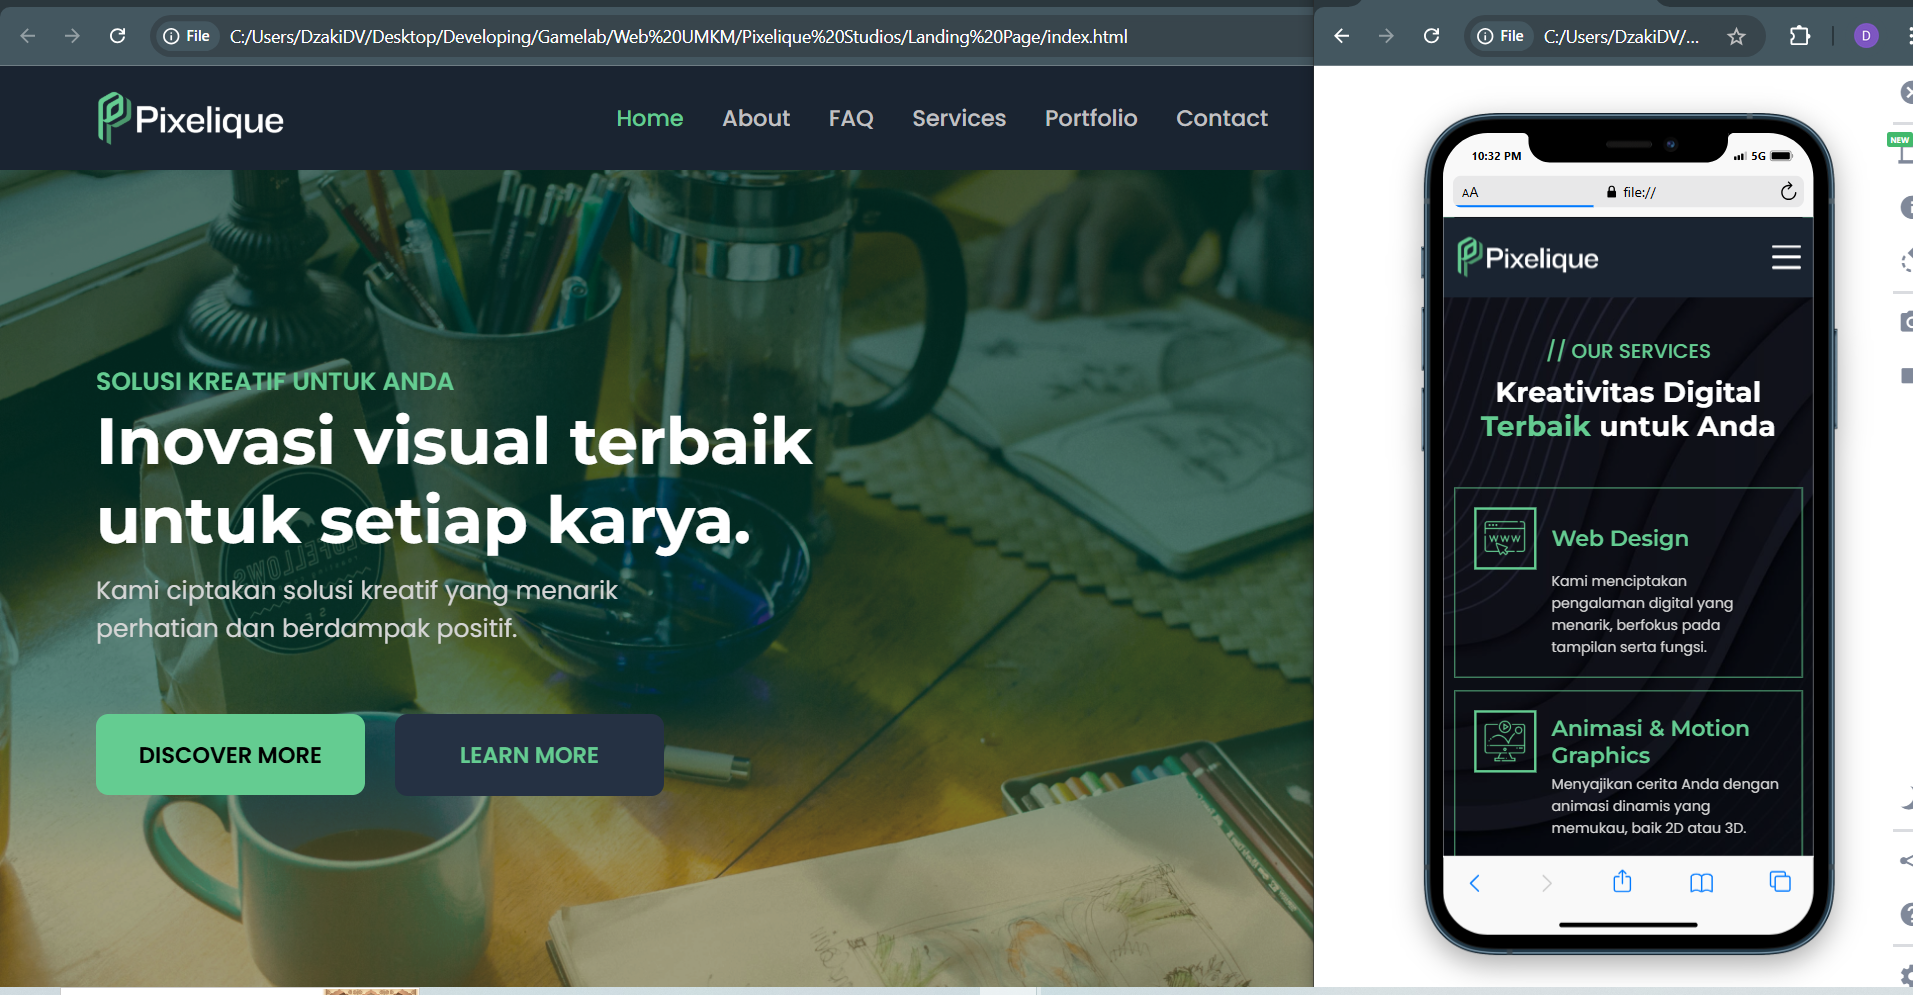 File C:/Users/DzakiDV/Desktop/Developing/Gamelab/Web%20UMKM/Pixelique%20Studios/Landing%20Page/index.html
Pixelique
Home About FAQ Services Portfolio Contact
SOLUSI KREATIF UNTUK ANDA
Inovasi visual terbaik
untuk setiap karya.
Kami ciptakan solusi kreatif yang menarik
perhatian dan berdampak positif.
DISCOVER MORE LEARN MORE
File C:/Users/DzakiDV/...
D
NEW
10:32 PM 5G
AA file://
Pixelique
// OUR SERVICES
Kreativitas Digital
Terbaik untuk Anda
WWW
Web Design
Kami menciptakan
pengalaman digital yang
menarik, berfokus pada
tampilan serta fungsi.
Animasi & Motion
Graphics
Menyajikan cerita Anda dengan
animasi dinamis yang
memukau, baik 2D atau 3D.